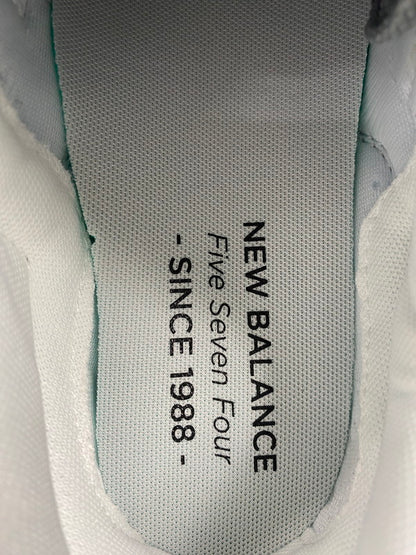 NEW BALANCE
Five Seven Four
- SINCE 1988 -